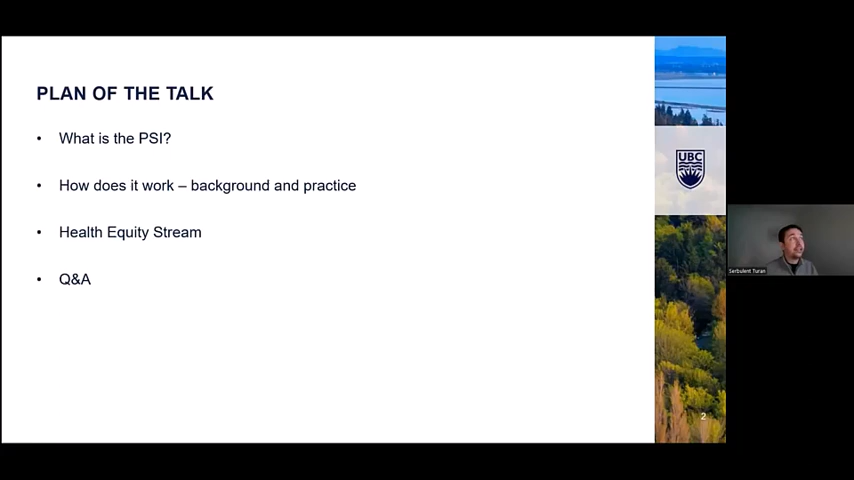 PLAN OF THE TALK
• What is the PSI?
• How does it work – background and practice
• Health Equity Stream
• Q&A
UBC
2
Serbulent Turan